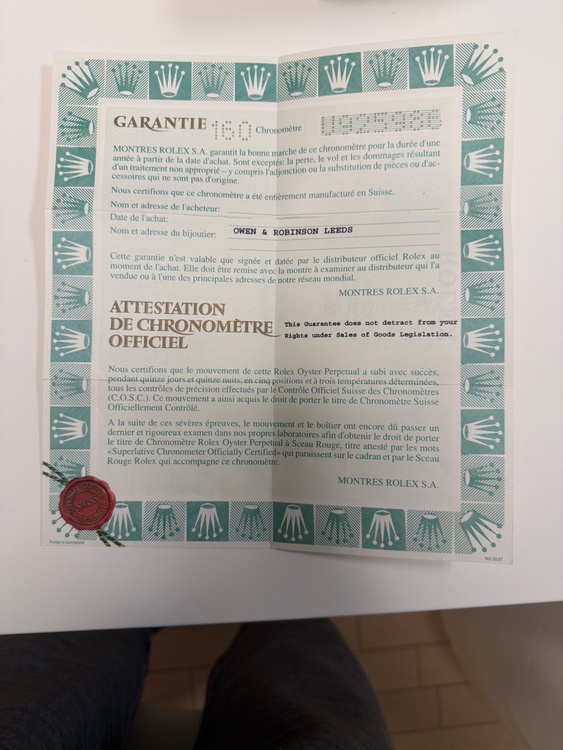 GARANTIE 160 Chronomètre
MONTRES ROLEX S.A. garantit la bonne marche de ce chronomètre pour la durée d'une
année à partir de la date d'achat. Sont exceptés: la perte, le vol et les dommages résultant
d'un traitement non approprié – y compris l'adjonction ou la substitution de pièces ou d'ac-
cessoires qui ne sont pas d'origine.
Nous certifions que ce chronomètre a été entièrement manufacturé en Suisse.
Nom et adresse de l'acheteur:
Date de l'achat:
Nom et adresse du bijoutier: OWEN & ROBINSON LEEDS
Cette garantie n'est valable que signée et datée par le distributeur officiel Rolex au
moment de l'achat. Elle doit être remise avec la montre à examiner au distributeur qui l'a
vendue ou à l'une des principales adresses de notre réseau mondial.
MONTRES ROLEX S.A.
ATTESTATION
DE CHRONOMÈTRE
OFFICIEL
This Guarantee does not detract from your
Rights under Sales of Goods Legislation.
Nous certifions que le mouvement de cette Rolex Oyster Perpetual a subi avec succès,
pendant quinze jours et quinze nuits, en cinq positions et à trois températures déterminées,
tous les contrôles de précision effectués par le Contrôle Officiel Suisse des Chronomètres
(C.O.S.C.). Ce mouvement a ainsi acquis le droit de porter le titre de Chronomètre Suisse
Officiellement Contrôlé.
A la suite de ces sévères épreuves, le mouvement et le boîtier ont encore dû passer un
dernier et rigoureux examen dans nos propres laboratoires afin d'obtenir le droit de porter
le titre de Chronomètre Rolex Oyster Perpetual à Sceau Rouge, titre attesté par les mots
«Superlative Chronometer Officially Certified» qui paraissent sur le cadran et par le Sceau
Rouge Rolex qui accompagne ce chronomètre.
MONTRES ROLEX S.A.
Printed in Switzerland